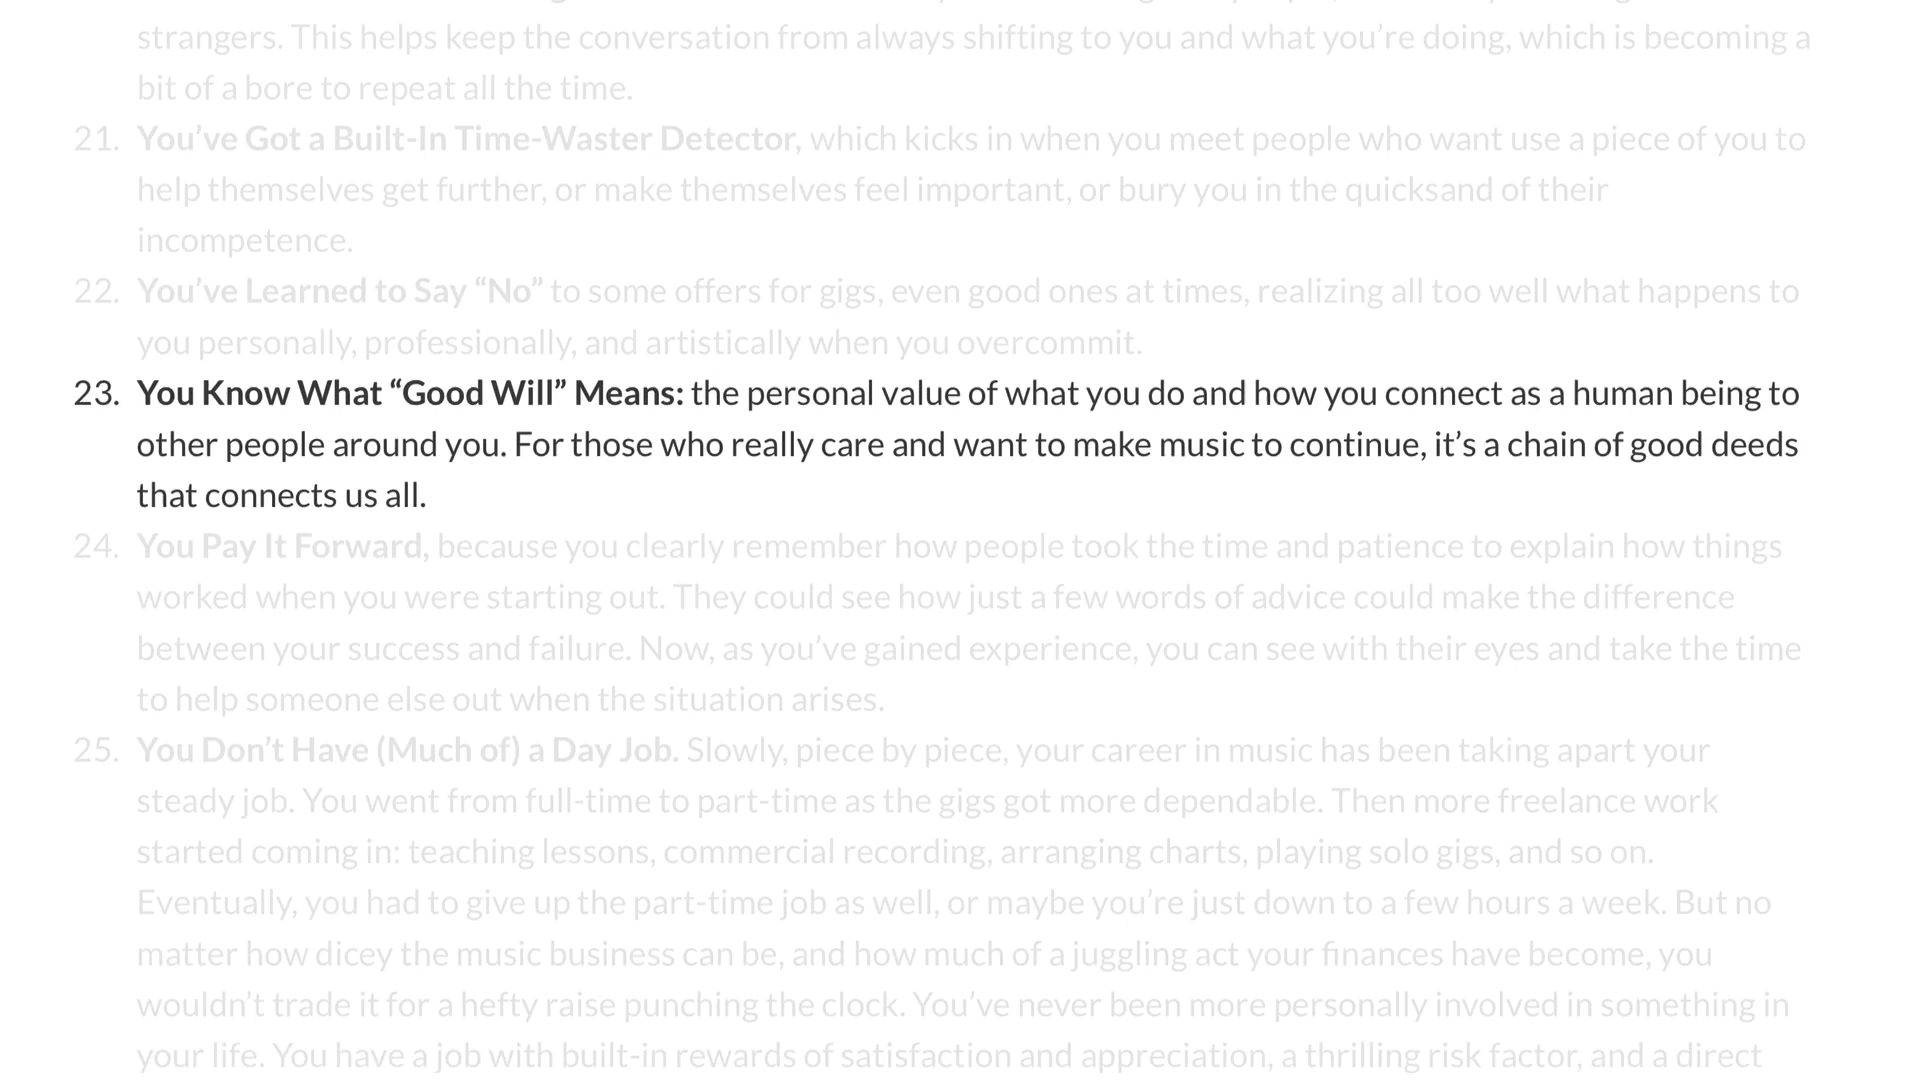 strangers. This helps keep the conversation from always shifting to you and what you’re doing, which is becoming a
bit of a bore to repeat all the time.
21. You’ve Got a Built-In Time-Waster Detector, which kicks in when you meet people who want use a piece of you to
help themselves get further, or make themselves feel important, or bury you in the quicksand of their
incompetence.
22. You’ve Learned to Say “No” to some offers for gigs, even good ones at times, realizing all too well what happens to
you personally, professionally, and artistically when you overcommit.
23. You Know What “Good Will” Means: the personal value of what you do and how you connect as a human being to
other people around you. For those who really care and want to make music to continue, it’s a chain of good deeds
that connects us all.
24. You Pay It Forward, because you clearly remember how people took the time and patience to explain how things
worked when you were starting out. They could see how just a few words of advice could make the difference
between your success and failure. Now, as you’ve gained experience, you can see with their eyes and take the time
to help someone else out when the situation arises.
25. You Don’t Have (Much of) a Day Job. Slowly, piece by piece, your career in music has been taking apart your
steady job. You went from full-time to part-time as the gigs got more dependable. Then more freelance work
started coming in: teaching lessons, commercial recording, arranging charts, playing solo gigs, and so on.
Eventually, you had to give up the part-time job as well, or maybe you’re just down to a few hours a week. But no
matter how dicey the music business can be, and how much of a juggling act your finances have become, you
wouldn’t trade it for a hefty raise punching the clock. You’ve never been more personally involved in something in
your life. You have a job with built-in rewards of satisfaction and appreciation, a thrilling risk factor, and a direct